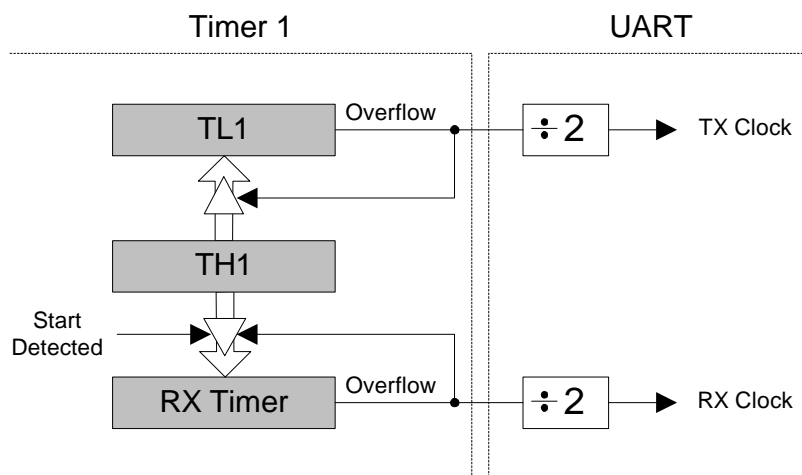 Timer 1
UART
TL1
Overflow
÷2
TX Clock
TH1
Start
Detected
RX Timer
Overflow
÷2
RX Clock